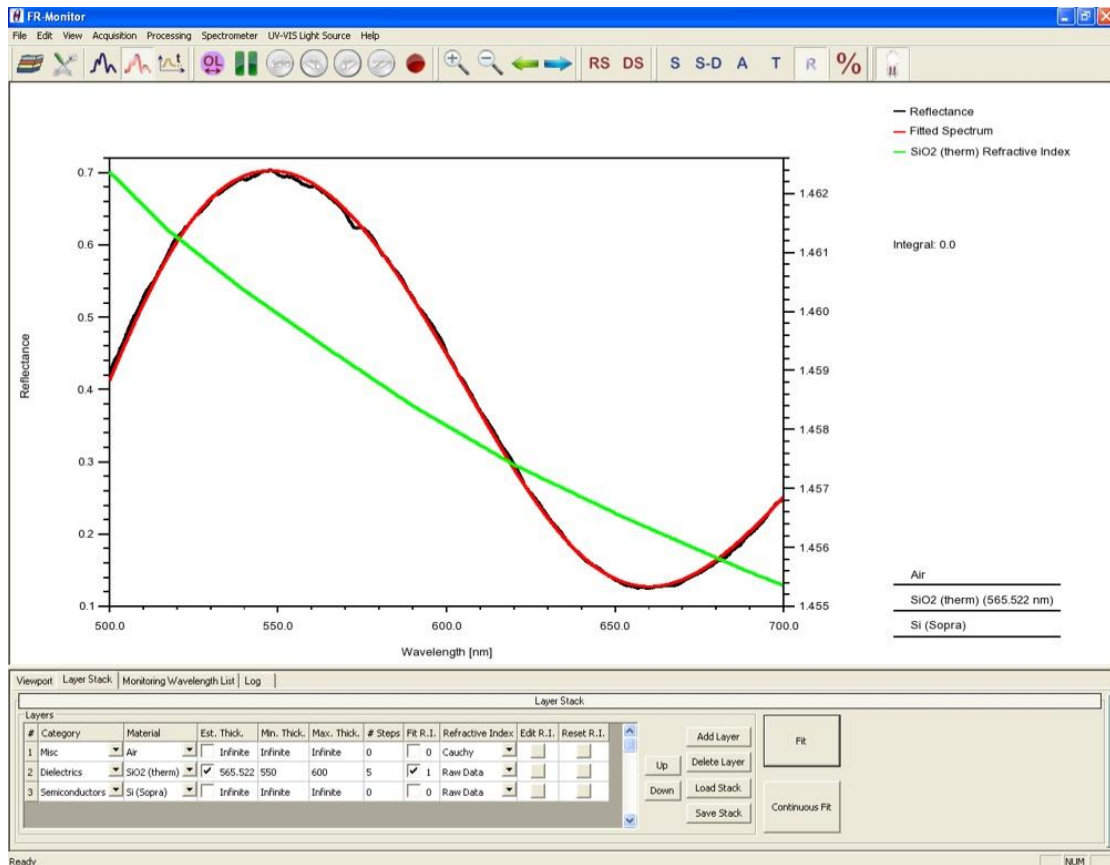 FR-Monitor
File Edit View Acquisition Processing Spectrometer UV-VIS Light Source Help
OL RS DS S S-D A T R %
Reflectance
Fitted Spectrum
SiO2 (therm) Refractive Index
Integral: 0.0
0.7
0.6
0.5
0.4
0.3
0.2
0.1
Reflectance
1.462
1.461
1.460
1.459
1.458
1.457
1.456
1.455
500.0 550.0 600.0 650.0 700.0
Wavelength [nm]
Air
SiO2 (therm) (565.522 nm)
Si (Sopra)
Viewport Layer Stack Monitoring Wavelength List Log
Layer Stack
Layers
# Category Material Est. Thick. Min. Thick. Max. Thick. # Steps Fit R.I. Refractive Index Edit R.I. Reset R.I.
1 Misc Air Infinite Infinite Infinite 0 0 Cauchy
2 Dielectrics SiO2 (therm) 565.522 550 600 5 1 Raw Data
3 Semiconductors Si (Sopra) Infinite Infinite Infinite 0 0 Raw Data
Up
Down
Add Layer
Delete Layer
Load Stack
Save Stack
Fit
Continuous Fit
Ready NUM